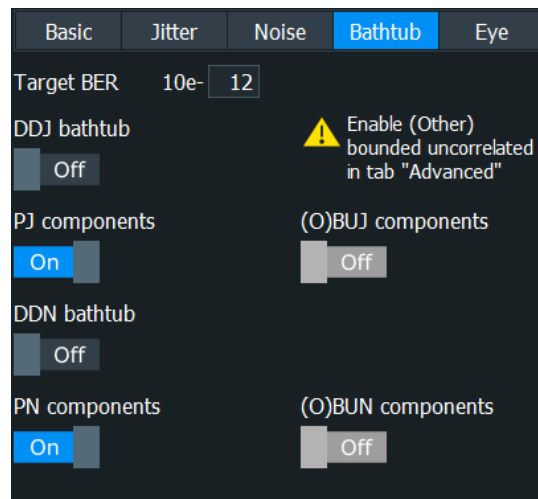 Basic Jitter Noise Bathtub Eye
Target BER 10e- 12
DDJ bathtub
Enable (Other)
bounded uncorrelated
in tab "Advanced"
Off
PJ components (O)BUJ components
On Off
DDN bathtub
Off
PN components (O)BUN components
On Off